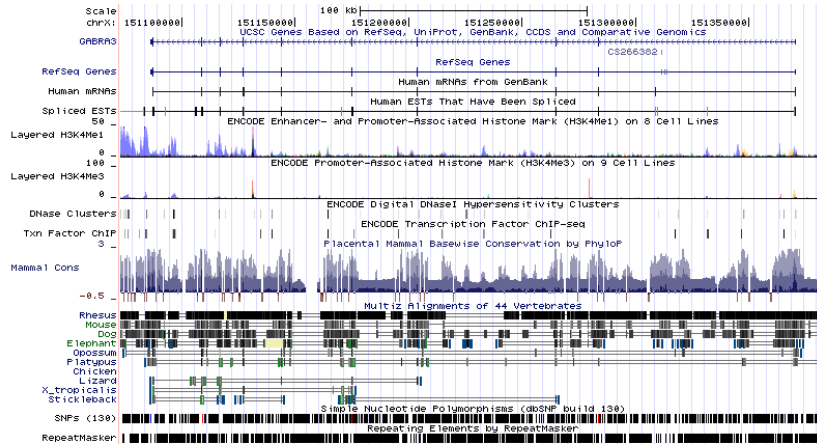 Scale 100 kb
chrX: 151100000 151150000 151200000 151250000 151300000 151350000
UCSC Genes Based on RefSeq, UniProt, GenBank, CCDS and Comparative Genomics
GABRA3
CS266382
RefSeq Genes
RefSeq Genes
Human mRNAs from GenBank
Human mRNAs
Human ESTs That Have Been Spliced
Spliced ESTs
50 ENCODE Enhancer- and Promoter-Associated Histone Mark (H3K4Me1) on 8 Cell Lines
Layered H3K4Me1
0
100 ENCODE Promoter-Associated Histone Mark (H3K4Me3) on 9 Cell Lines
Layered H3K4Me3
0
ENCODE Digital DNaseI Hypersensitivity Clusters
DNase Clusters
ENCODE Transcription Factor ChIP-seq
Txn Factor ChIP
3 Placental Mammal Basewise Conservation by PhyloP
Mammal Cons
-0.5
Multiz Alignments of 44 Vertebrates
Rhesus
Mouse
Dog
Elephant
Opossum
Platypus
Chicken
Lizard
X_tropicalis
Stickleback
Simple Nucleotide Polymorphisms (dbSNP build 130)
SNPs (130)
Repeating Elements by RepeatMasker
RepeatMasker